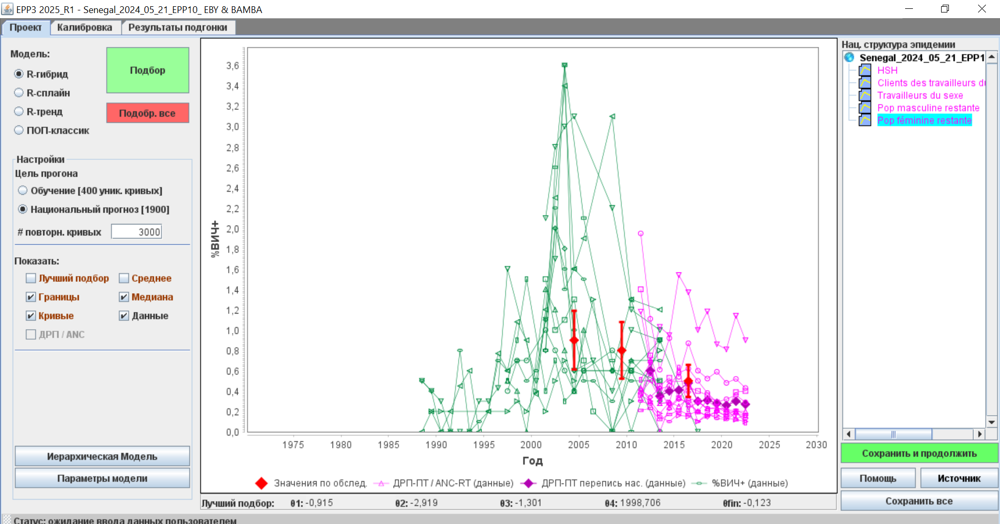 EPP3 2025_R1 - Senegal_2024_05_21_EPP10_ EBY & BAMBA
Проект
Калибровка
Результаты подгонки
Модель:
R-гибрид
R-сплайн
R-тренд
ПОП-классик
Подбор
Подобр. все
Настройки
Цель прогона
Обучение [400 уник. кривых]
Национальный прогноз [1900]
# повторн. кривых 3000
Показать:
Лучший подбор Среднее
Границы Медиана
Кривые Данные
ДРП / ANC
Иерархическая Модель
Параметры модели
%ВИЧ+
3,6
3,4
3,2
3,0
2,8
2,6
2,4
2,2
2,0
1,8
1,6
1,4
1,2
1,0
0,8
0,6
0,4
0,2
0,0
1975 1980 1985 1990 1995 2000 2005 2010 2015 2020 2025 2030
Год
Значения по обслед. ДРП-ПТ / ANC-RT (данные) ДРП-ПТ перепись нас. (данные) %ВИЧ+ (данные)
Лучший подбор: θ1: -0,915 θ2: -2,919 θ3: -1,301 θ4: 1998,706 θfin: -0,123
Нац. структура эпидемии
Senegal_2024_05_21_EPP1
HSH
Clients des travailleurs du
Travailleurs du sexe
Pop masculine restante
Pop féminine restante
Сохранить и продолжить
Помощь
Источник
Сохранить все
Статус: ожидание ввода данных пользователем